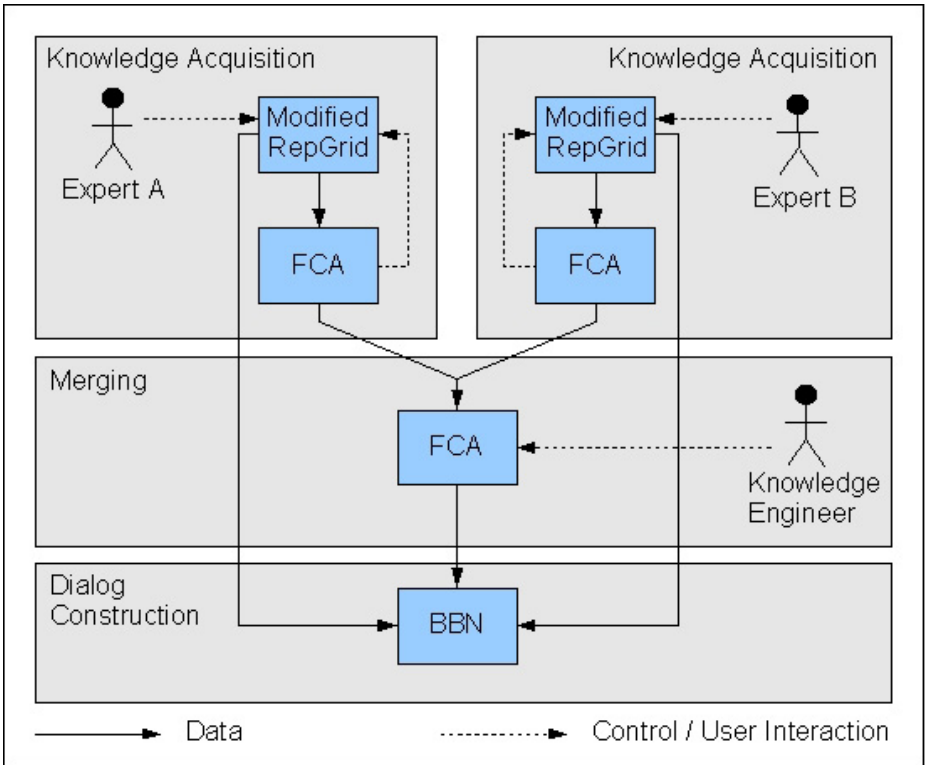 Knowledge Acquisition
Modified
RepGrid
Expert A
FCA
Knowledge Acquisition
Modified
RepGrid
Expert B
FCA
Merging
FCA
Knowledge
Engineer
Dialog
Construction
BBN
Data
Control / User Interaction